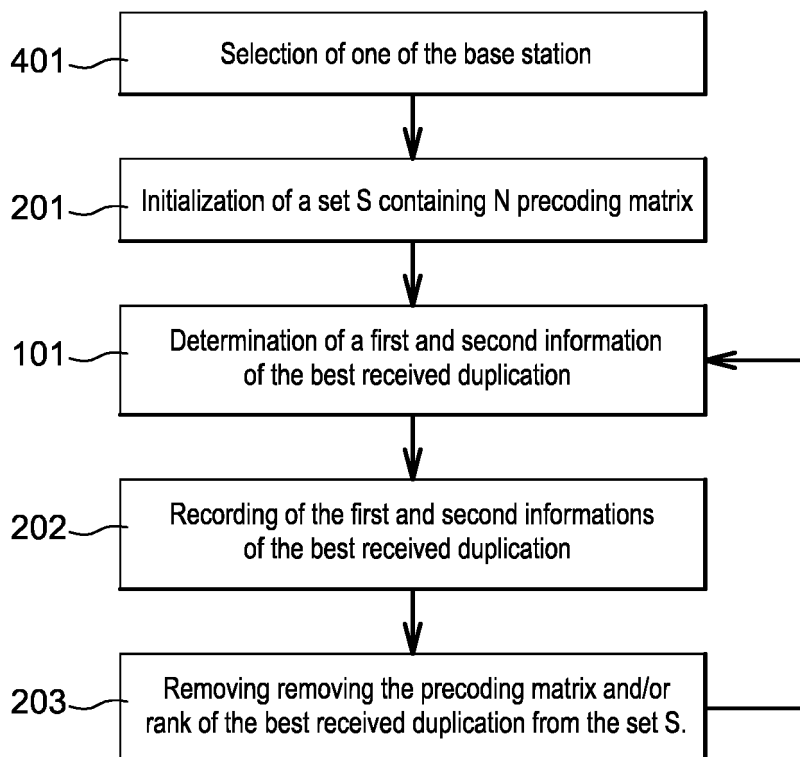 401
Selection of one of the base station
201
Initialization of a set S containing N precoding matrix
101
Determination of a first and second information
of the best received duplication
202
Recording of the first and second informations
of the best received duplication
203
Removing removing the precoding matrix and/or
rank of the best received duplication from the set S.